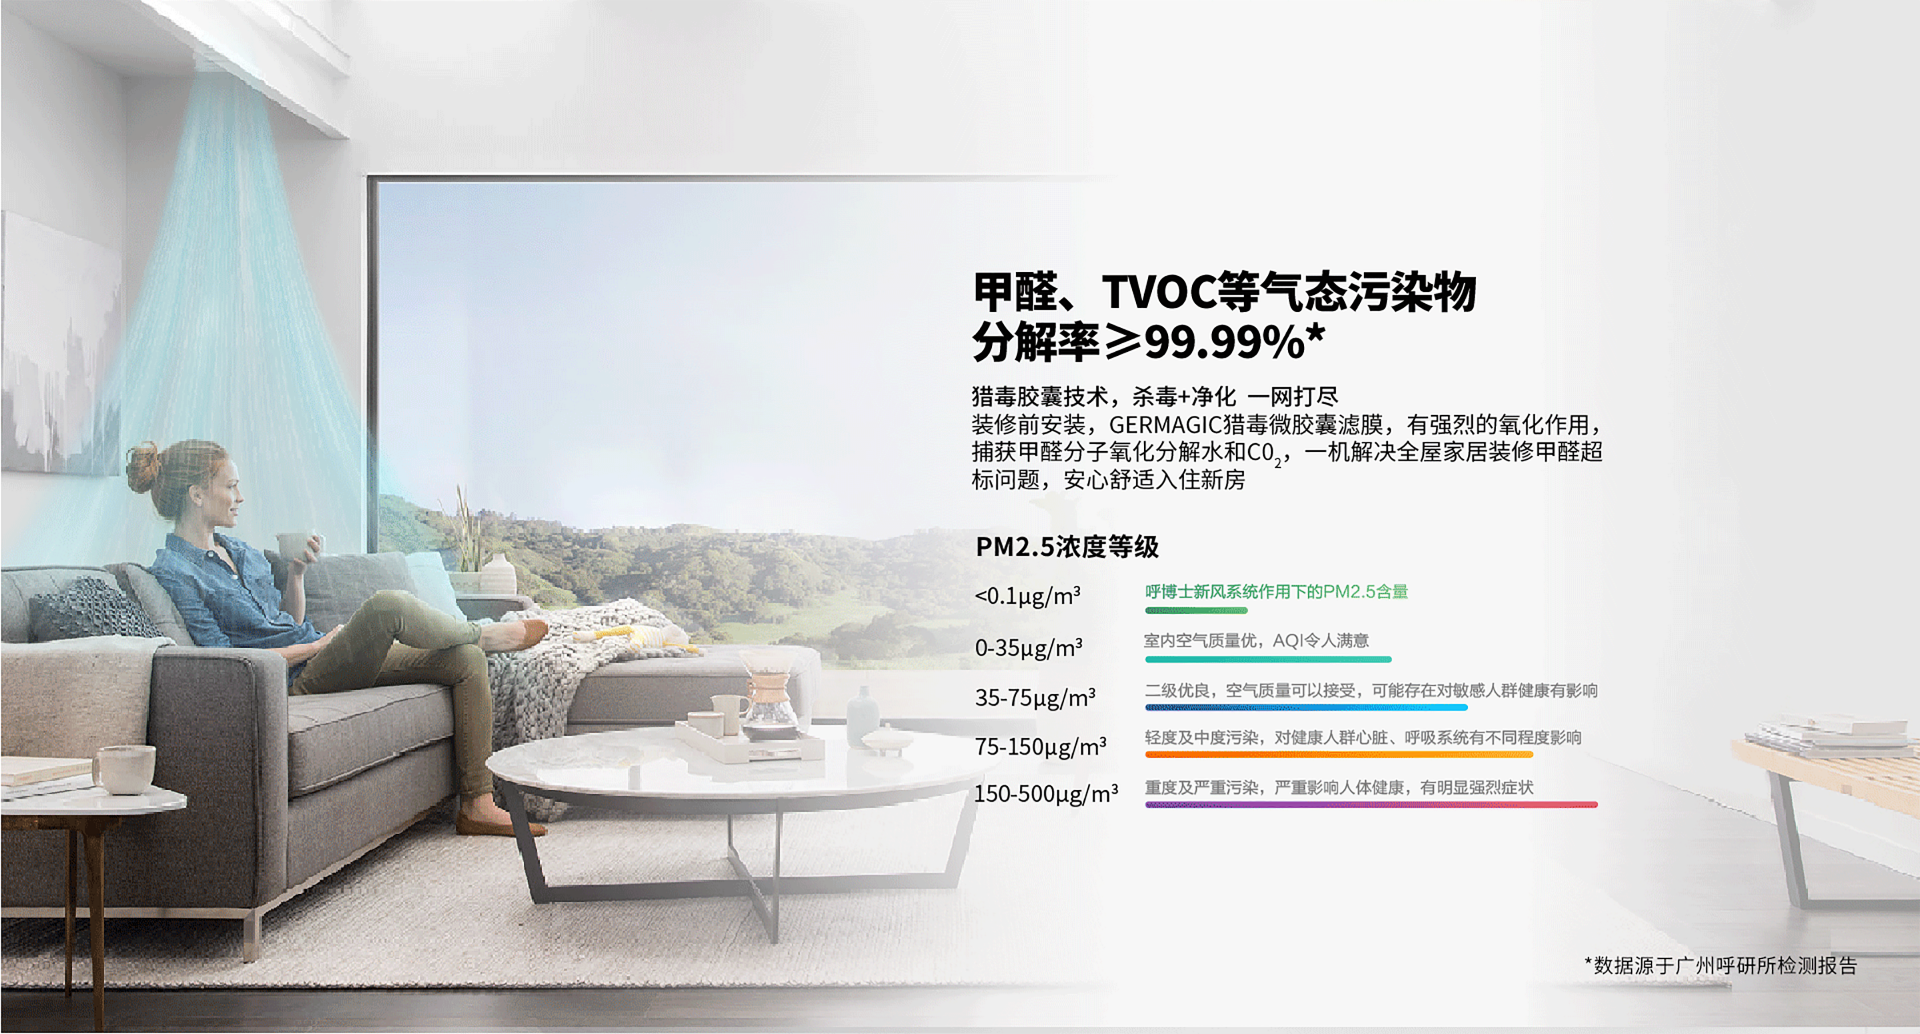 甲醛、TVOC等气态污染物
分解率≥99.99%*
猎毒胶囊技术，杀毒+净化 一网打尽
装修前安装，GERMAGIC猎毒微胶囊滤膜，有强烈的氧化作用，
捕获甲醛分子氧化分解水和C0₂，一机解决全屋家居装修甲醛超
标问题，安心舒适入住新房
PM2.5浓度等级
<0.1μg/m³ 呼博士新风系统作用下的PM2.5含量
0-35μg/m³ 室内空气质量优，AQI令人满意
35-75μg/m³ 二级优良，空气质量可以接受，可能存在对敏感人群健康有影响
75-150μg/m³ 轻度及中度污染，对健康人群心脏、呼吸系统有不同程度影响
150-500μg/m³ 重度及严重污染，严重影响人体健康，有明显强烈症状
*数据源于广州呼研所检测报告